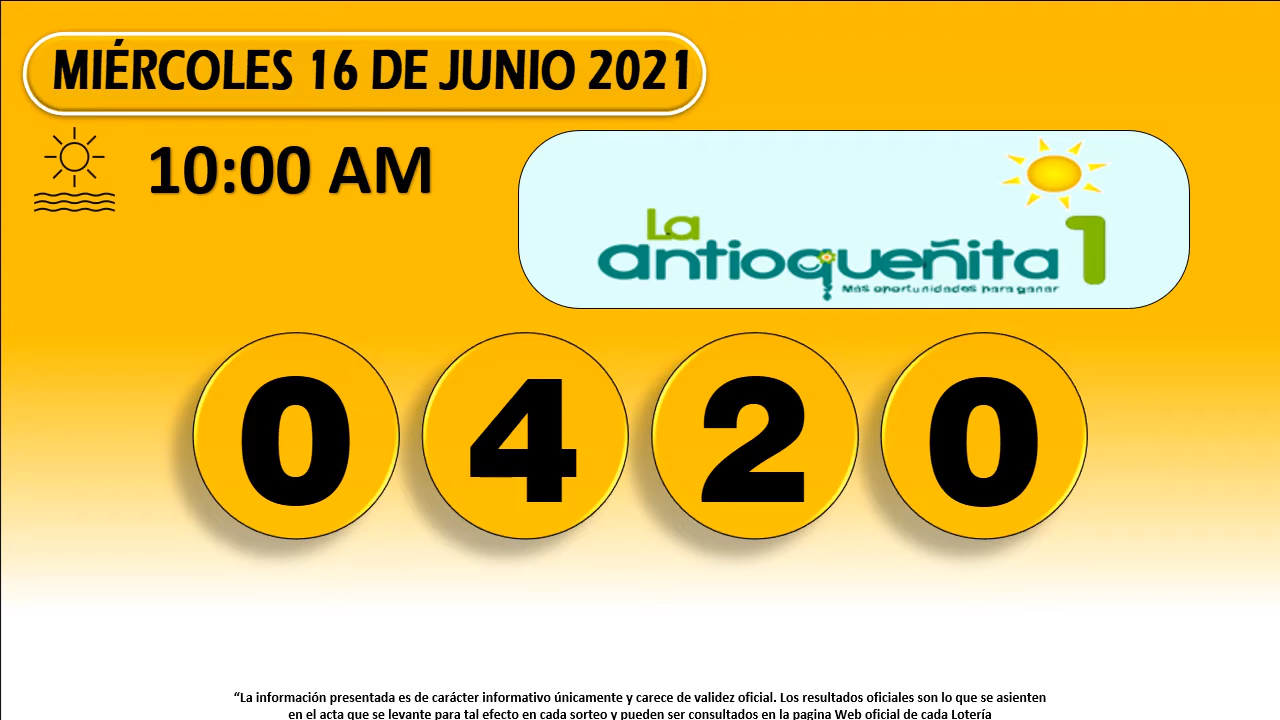 MIÉRCOLES 16 DE JUNIO 2021
10:00 AM
La
antioqueñita 1
Más oportunidades para ganar
0 4 2 0
“La información presentada es de carácter informativo únicamente y carece de validez oficial. Los resultados oficiales son lo que se asienten
en el acta que se levante para tal efecto en cada sorteo y pueden ser consultados en la pagina Web oficial de cada Lotería